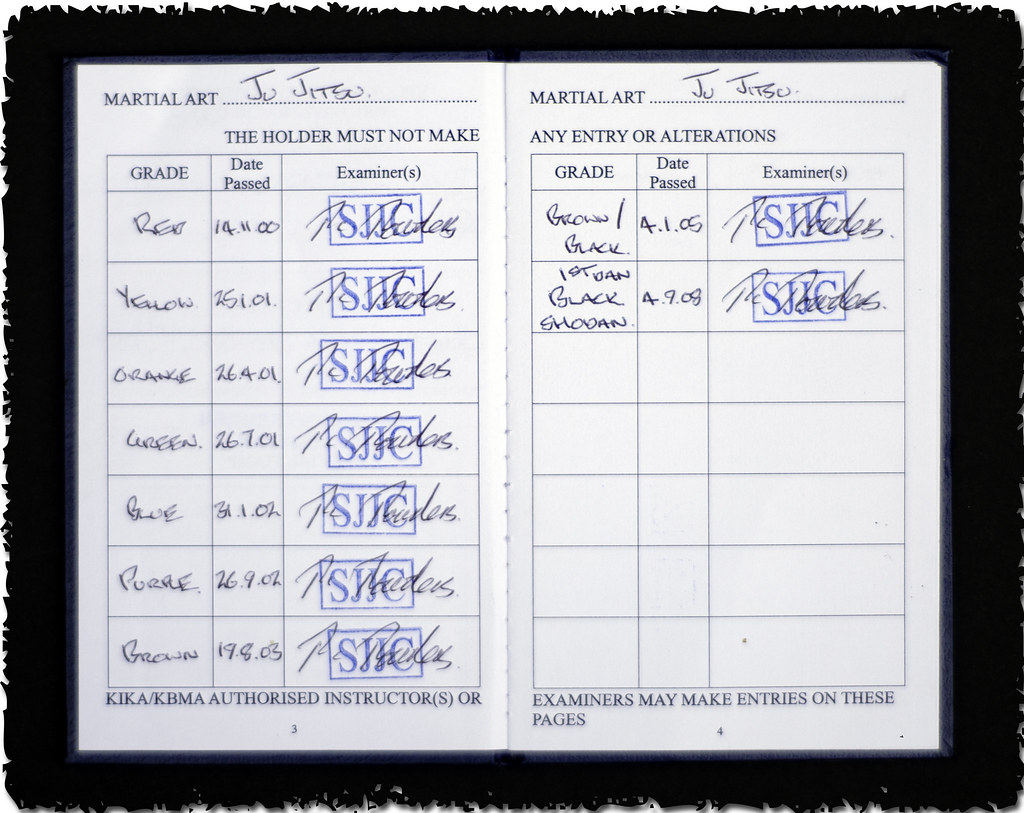 MARTIAL ART ... JU JITSU.
THE HOLDER MUST NOT MAKE
GRADE Date Passed Examiner(s)
RED 14.11.00 SJJC
YELLOW 25.1.01. SJJC
ORANGE 26.4.01. SJJC
GREEN. 26.7.01 SJJC
BLUE 31.1.02 SJJC
PURPLE. 26.9.02 SJJC
BROWN 19.8.03 SJJC
KIKA/KBMA AUTHORISED INSTRUCTOR(S) OR
3
MARTIAL ART ... JU JITSU.
ANY ENTRY OR ALTERATIONS
GRADE Date Passed Examiner(s)
BROWN/
BLACK. 4.1.05 SJJC
1ST DAN
BLACK 4.9.08 SJJC
SHODAN.
EXAMINERS MAY MAKE ENTRIES ON THESE
PAGES
4